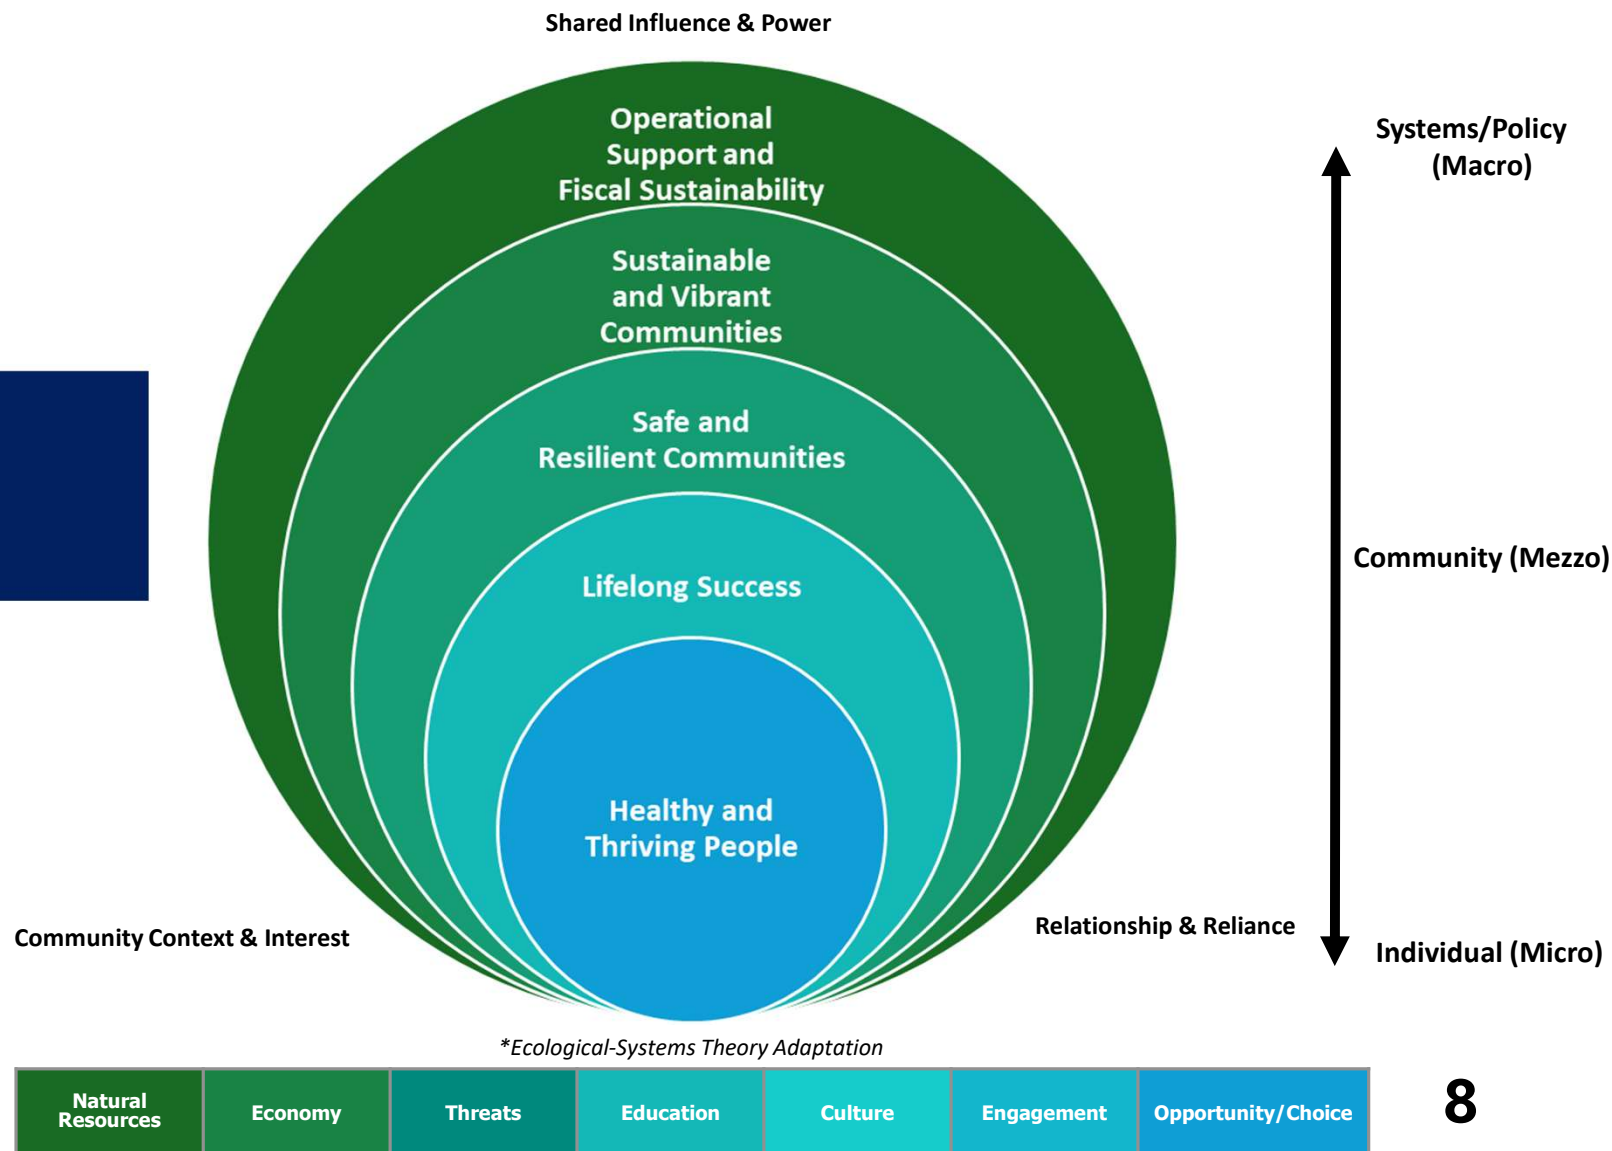 Shared Influence & Power
Operational
Support and
Fiscal Sustainability
Systems/Policy
(Macro)
Sustainable
and Vibrant
Communities
Safe and
Resilient Communities
Community (Mezzo)
Lifelong Success
Healthy and
Thriving People
Community Context & Interest
Relationship & Reliance
Individual (Micro)
*Ecological-Systems Theory Adaptation
Natural
Resources
Economy
Threats
Education
Culture
Engagement
Opportunity/Choice
8